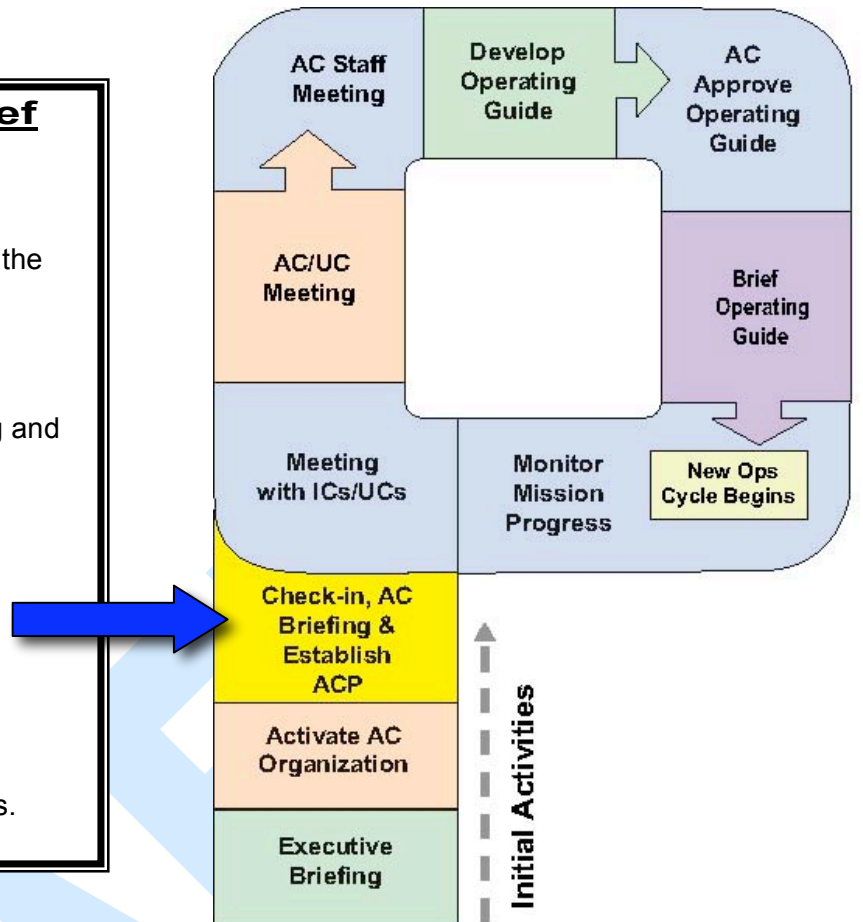 ef
the
g and
s.
AC Staff
Meeting
Develop
Operating
Guide
AC
Approve
Operating
Guide
AC/UC
Meeting
Brief
Operating
Guide
Meeting
with ICs/UCs
Monitor
Mission
Progress
New Ops
Cycle Begins
Check-in, AC
Briefing &
Establish
ACP
Activate AC
Organization
Executive
Briefing
Initial Activities